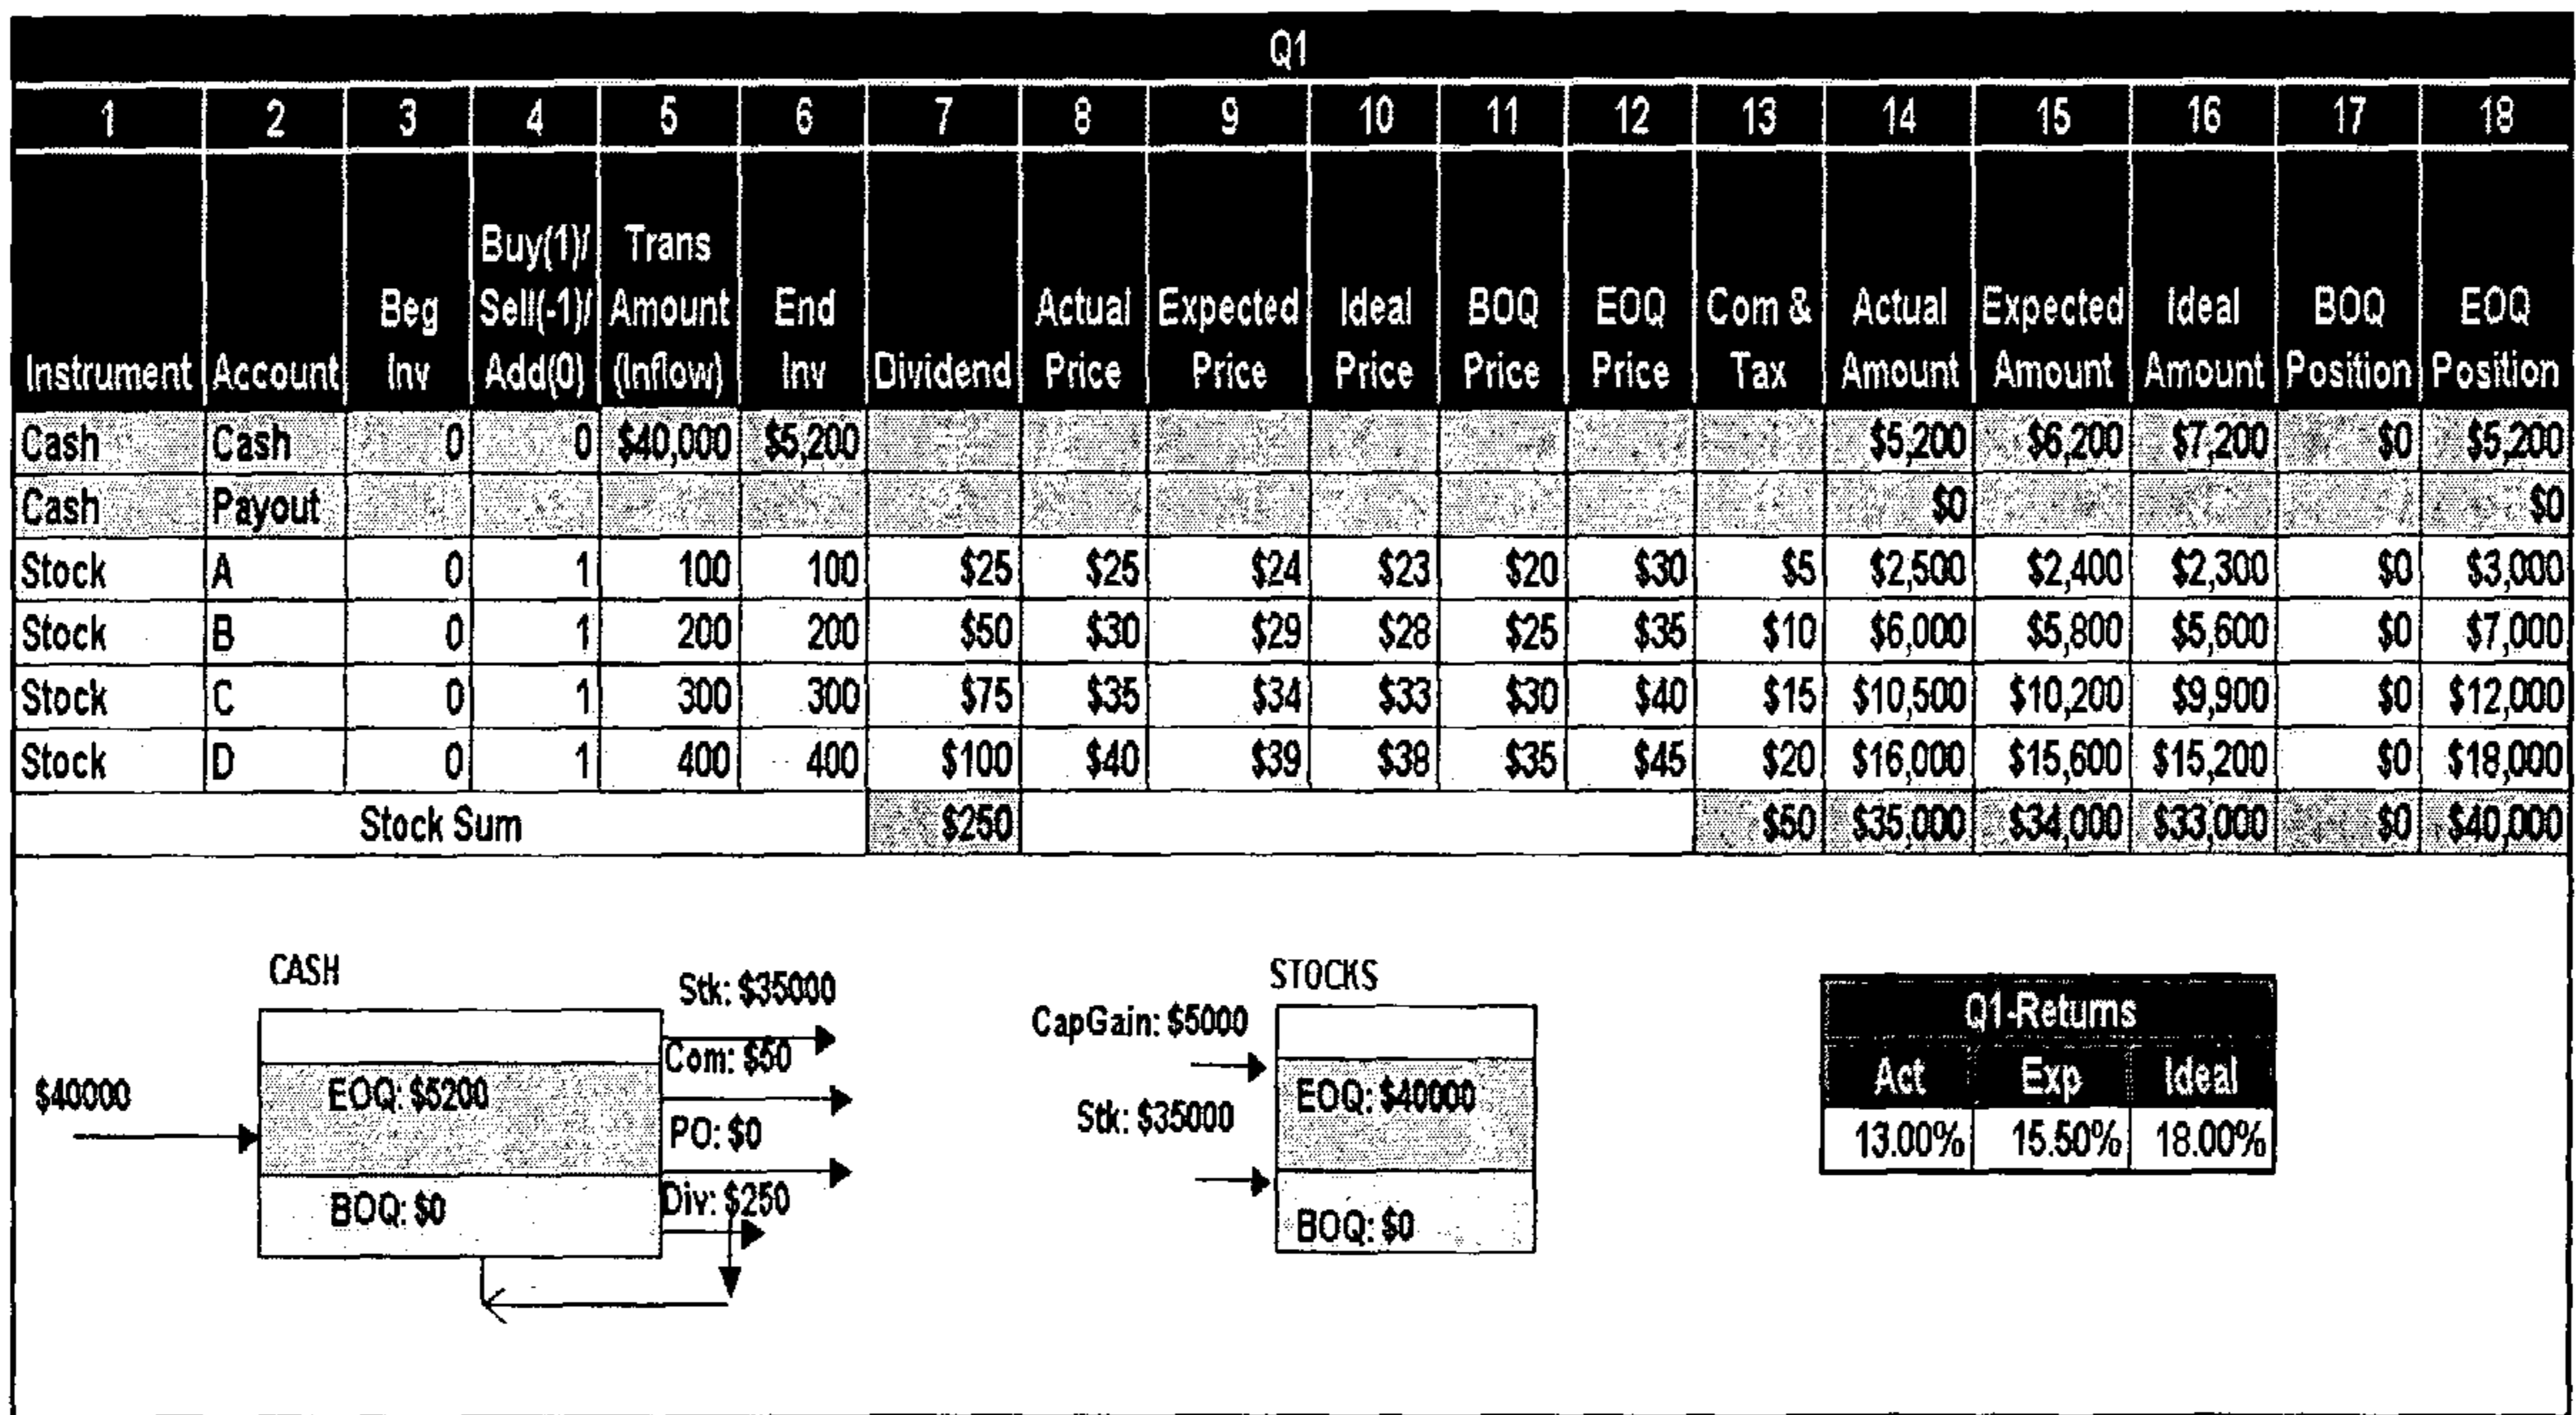 Q1
1 2 3 4 5 6 7 8 9 10 11 12 13 14 15 16 17 18
Instrument Account Beg Inv Buy(1)/ Sell(-1)/ Add(0) Trans Amount (Inflow) End Inv Dividend Actual Price Expected Price Ideal Price BOQ Price EOQ Price Com & Tax Actual Amount Expected Amount Ideal Amount BOQ Position EOQ Position
Cash Cash 0 0 $40,000 $5,200 $5,200 $6,200 $7,200 $0 $5,200
Cash Payout $0 $0
Stock A 0 1 100 100 $25 $25 $24 $23 $20 $30 $5 $2,500 $2,400 $2,300 $0 $3,000
Stock B 0 1 200 200 $50 $30 $29 $28 $25 $35 $10 $6,000 $5,800 $5,600 $0 $7,000
Stock C 0 1 300 300 $75 $35 $34 $33 $30 $40 $15 $10,500 $10,200 $9,900 $0 $12,000
Stock D 0 1 400 400 $100 $40 $39 $38 $35 $45 $20 $16,000 $15,600 $15,200 $0 $18,000
Stock Sum $250 $50 $35,000 $34,000 $33,000 $0 $40,000
CASH
$40000
EOQ: $5200
BOQ: $0
Stk: $35000
Com: $50
PO: $0
Div: $250
STOCKS
CapGain: $5000
Stk: $35000
EOQ: $40000
BOQ: $0
Q1-Returns
Act Exp Ideal
13.00% 15.50% 18.00%